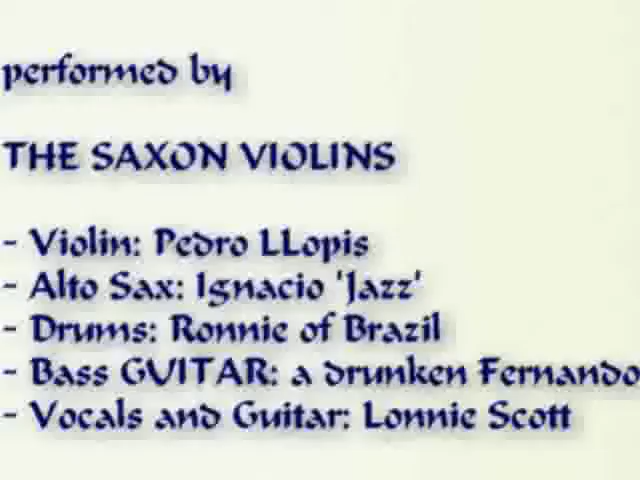 performed by
THE SAXON VIOLINS
- Violin: Pedro LLopis
- Alto Sax: Ignacio 'Jazz'
- Drums: Ronnie of Brazil
- Bass GUITAR: a drunken Fernando
- Vocals and Guitar: Lonnie Scott